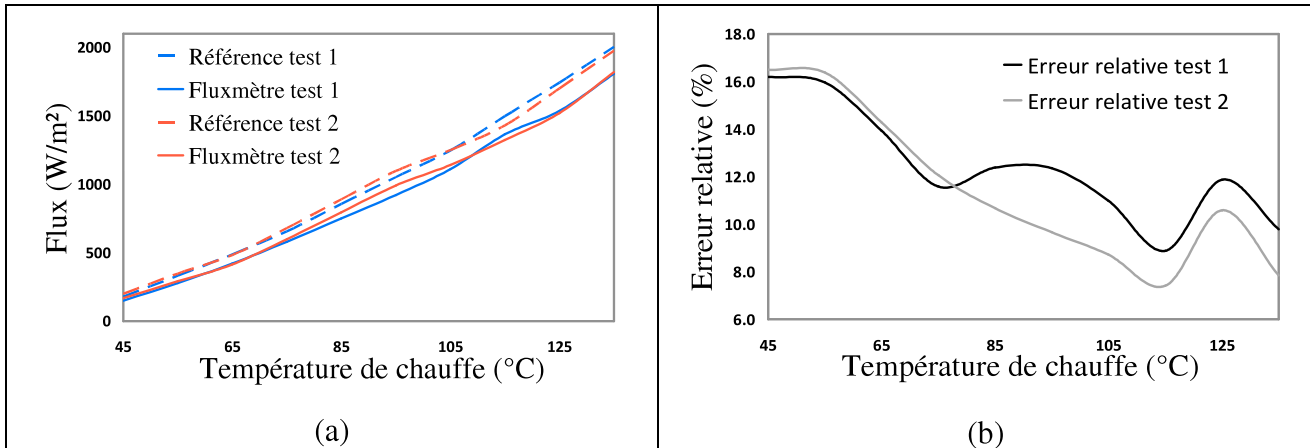 2000
1500
1000
500
0
Flux (W/m²)
Référence test 1
Fluxmètre test 1
Référence test 2
Fluxmètre test 2
45 65 85 105 125
Température de chauffe (°C)
(a)
18.0
16.0
14.0
12.0
10.0
8.0
6.0
Erreur relative (%)
Erreur relative test 1
Erreur relative test 2
45 65 85 105 125
Température de chauffe (°C)
(b)